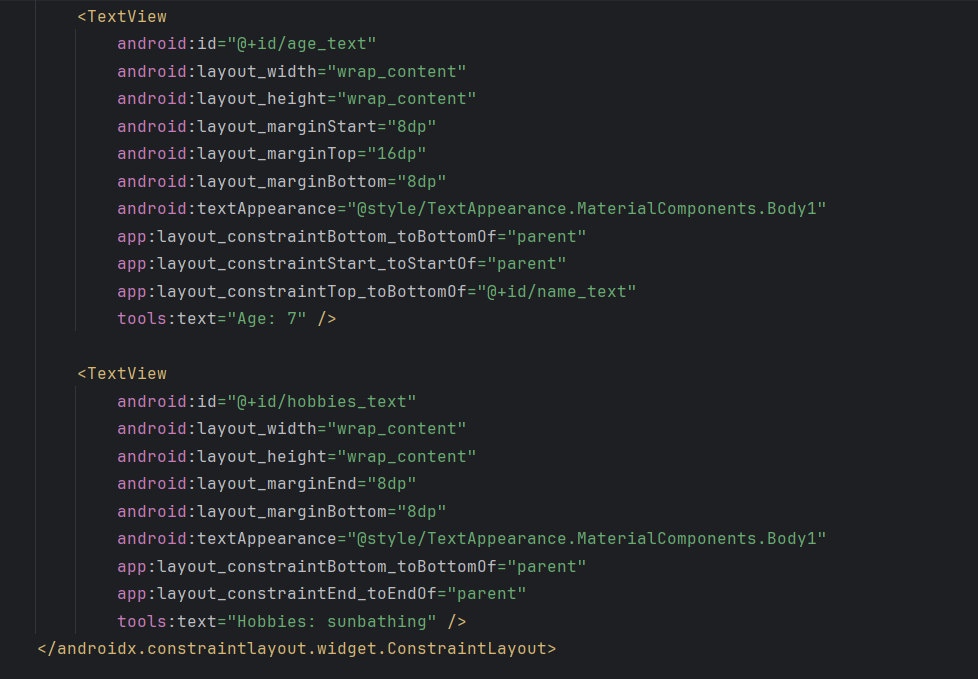 <TextView
android:id="@+id/age_text"
android:layout_width="wrap_content"
android:layout_height="wrap_content"
android:layout_marginStart="8dp"
android:layout_marginTop="16dp"
android:layout_marginBottom="8dp"
android:textAppearance="@style/TextAppearance.MaterialComponents.Body1"
app:layout_constraintBottom_toBottomOf="parent"
app:layout_constraintStart_toStartOf="parent"
app:layout_constraintTop_toBottomOf="@+id/name_text"
tools:text="Age: 7" />
<TextView
android:id="@+id/hobbies_text"
android:layout_width="wrap_content"
android:layout_height="wrap_content"
android:layout_marginEnd="8dp"
android:layout_marginBottom="8dp"
android:textAppearance="@style/TextAppearance.MaterialComponents.Body1"
app:layout_constraintBottom_toBottomOf="parent"
app:layout_constraintEnd_toEndOf="parent"
tools:text="Hobbies: sunbathing" />
</androidx.constraintlayout.widget.ConstraintLayout>